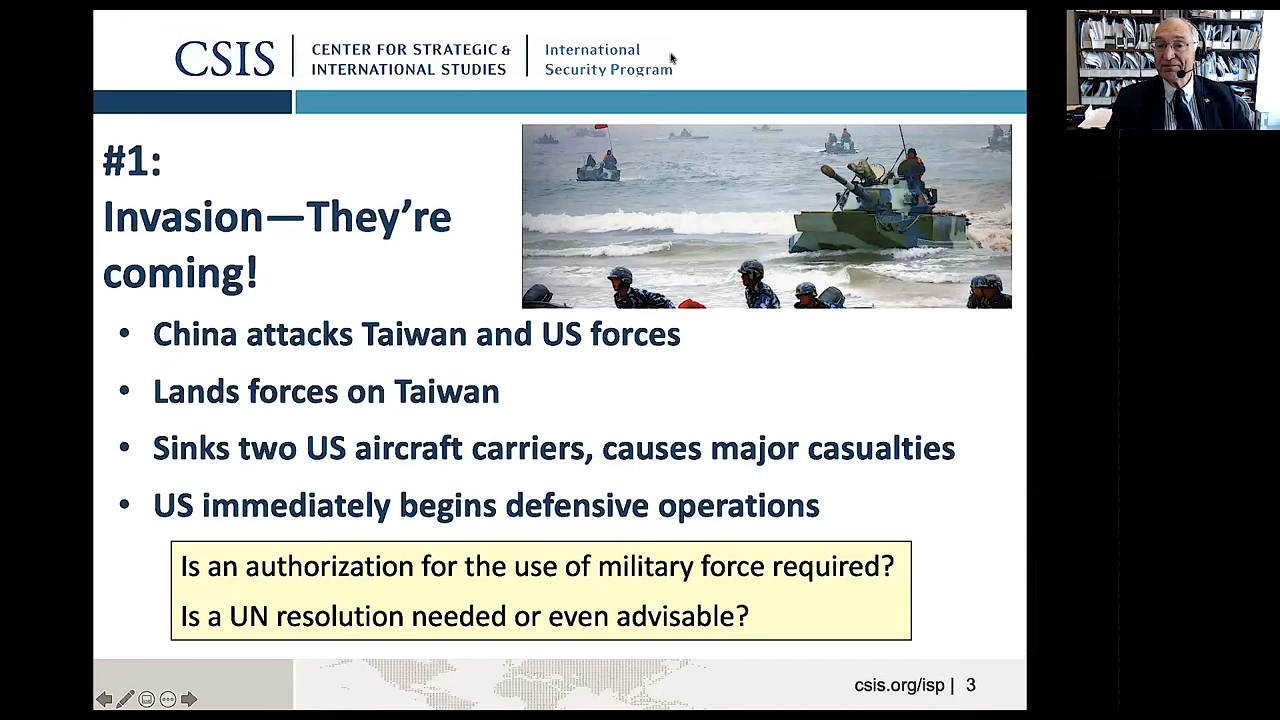 CSIS
CENTER FOR STRATEGIC &
INTERNATIONAL STUDIES
International
Security Program
#1:
Invasion—They’re
coming!
• China attacks Taiwan and US forces
• Lands forces on Taiwan
• Sinks two US aircraft carriers, causes major casualties
• US immediately begins defensive operations
Is an authorization for the use of military force required?
Is a UN resolution needed or even advisable?
csis.org/isp | 3